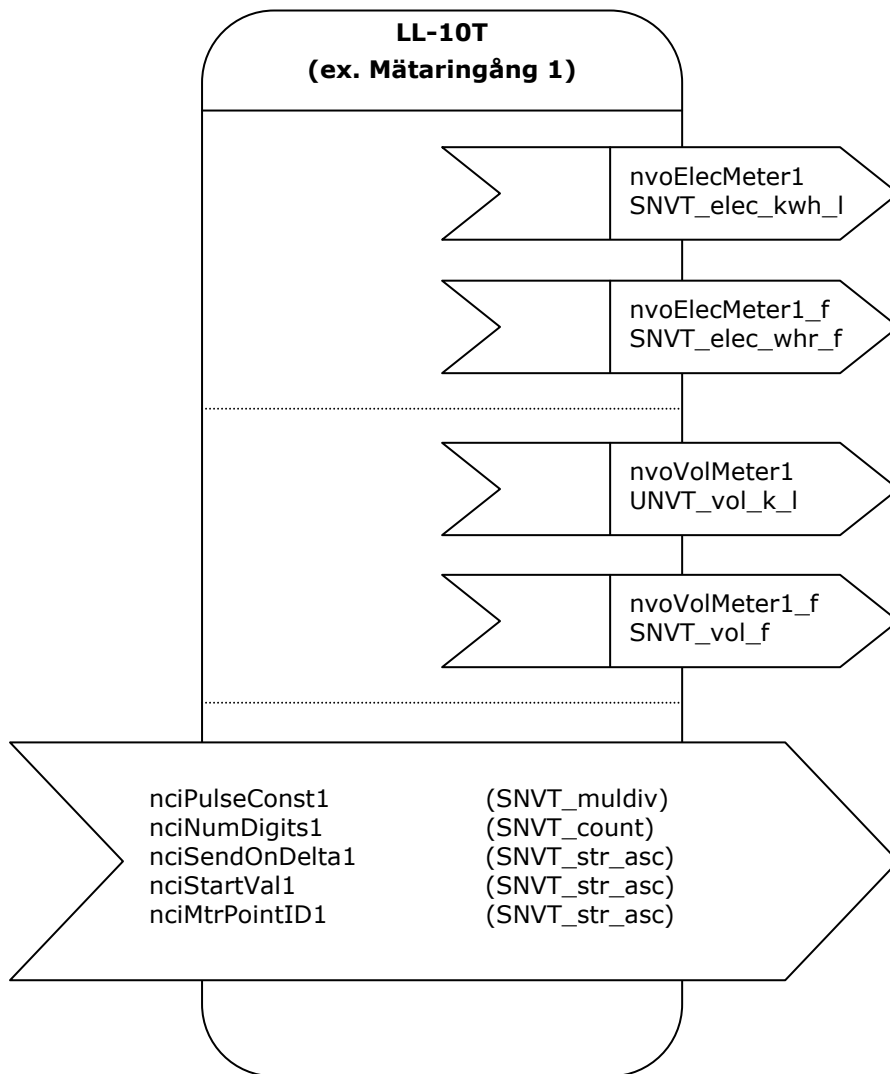 LL-10T
(ex. Mätaringång 1)
nvoElecMeter1
SNVT_elec_kwh_l
nvoElecMeter1_f
SNVT_elec_whr_f
nvoVolMeter1
UNVT_vol_k_l
nvoVolMeter1_f
SNVT_vol_f
nciPulseConst1 (SNVT_muldiv)
nciNumDigits1 (SNVT_count)
nciSendOnDelta1 (SNVT_str_asc)
nciStartVal1 (SNVT_str_asc)
nciMtrPointID1 (SNVT_str_asc)